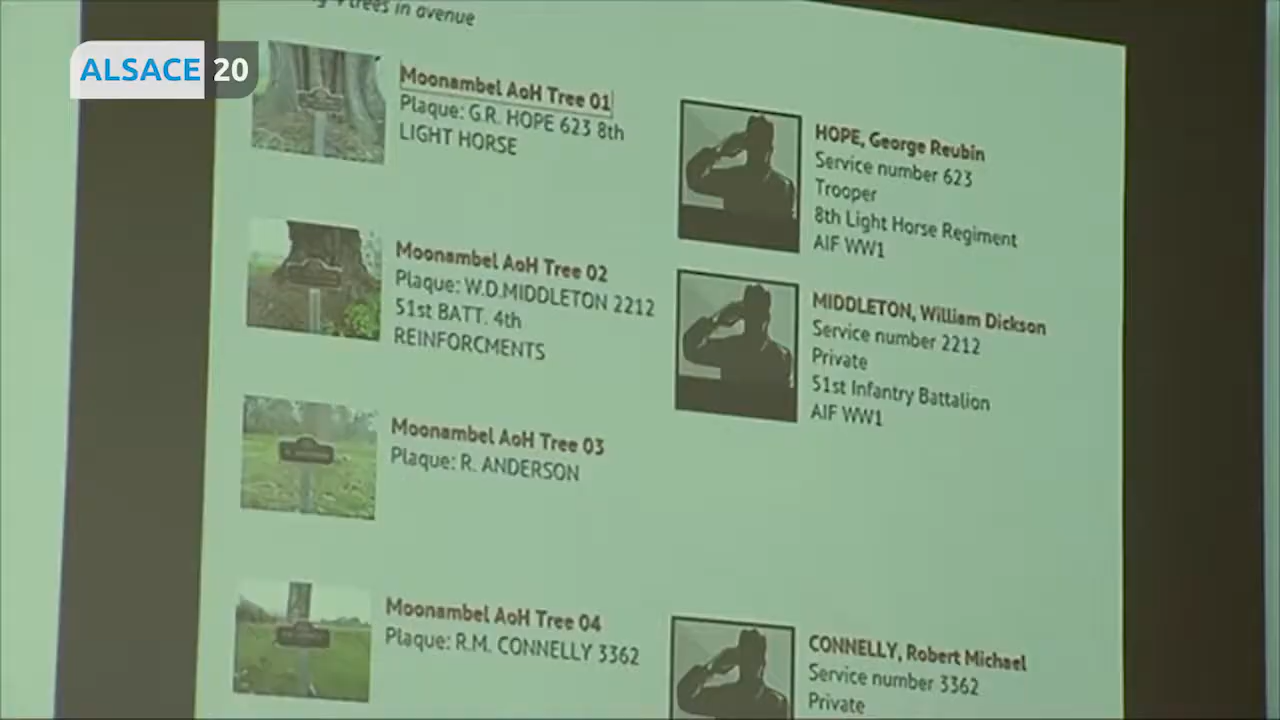 trees in avenue
ALSACE 20
Moonambel AoH Tree 01
Plaque: G.R. HOPE 623 8th
LIGHT HORSE
HOPE, George Reubin
Service number 623
Trooper
8th Light Horse Regiment
AIF WW1
Moonambel AoH Tree 02
Plaque: W.D.MIDDLETON 2212
51st BATT. 4th
REINFORCMENTS
MIDDLETON, William Dickson
Service number 2212
Private
51st Infantry Battalion
AIF WW1
Moonambel AoH Tree 03
Plaque: R. ANDERSON
Moonambel AoH Tree 04
Plaque: R.M. CONNELLY 3362
CONNELLY, Robert Michael
Service number 3362
Private